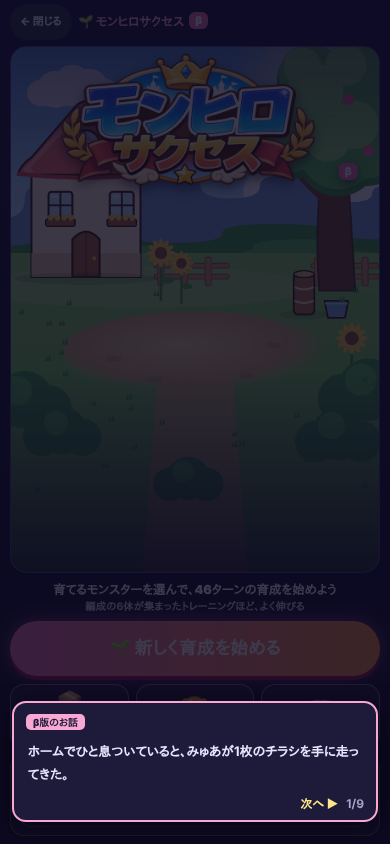 ← 閉じる
🌱 モンヒロサクセス β
モンヒロ
サクセス
β
育てるモンスターを選んで、46ターンの育成を始めよう
編成の6体が集まったトレーニングほど、よく伸びる
🌱 新しく育成を始める
β版のお話
ホームでひと息ついていると、みゅあが1枚のチラシを手に走っ
てきた。
次へ ▶ 1/9